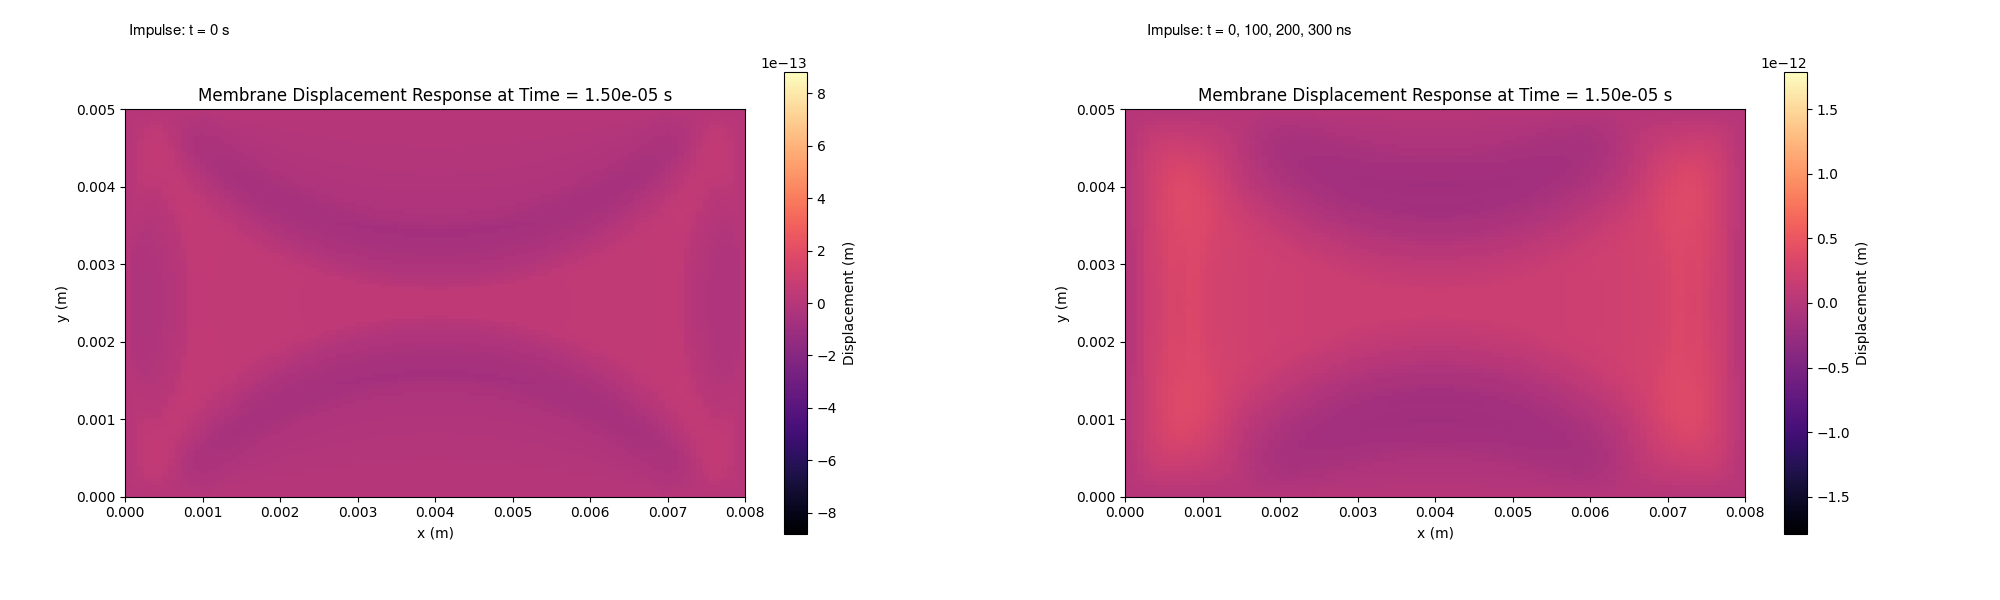 Impulse: t = 0 s
1e−13
Membrane Displacement Response at Time = 1.50e-05 s
0.005
0.004
0.003
0.002
0.001
0.000
y (m)
0.000 0.001 0.002 0.003 0.004 0.005 0.006 0.007 0.008
x (m)
8
6
4
2
0
−2
−4
−6
−8
Displacement (m)
Impulse: t = 0, 100, 200, 300 ns
1e−12
Membrane Displacement Response at Time = 1.50e-05 s
0.005
0.004
0.003
0.002
0.001
0.000
y (m)
0.000 0.001 0.002 0.003 0.004 0.005 0.006 0.007 0.008
x (m)
1.5
1.0
0.5
0.0
−0.5
−1.0
−1.5
Displacement (m)